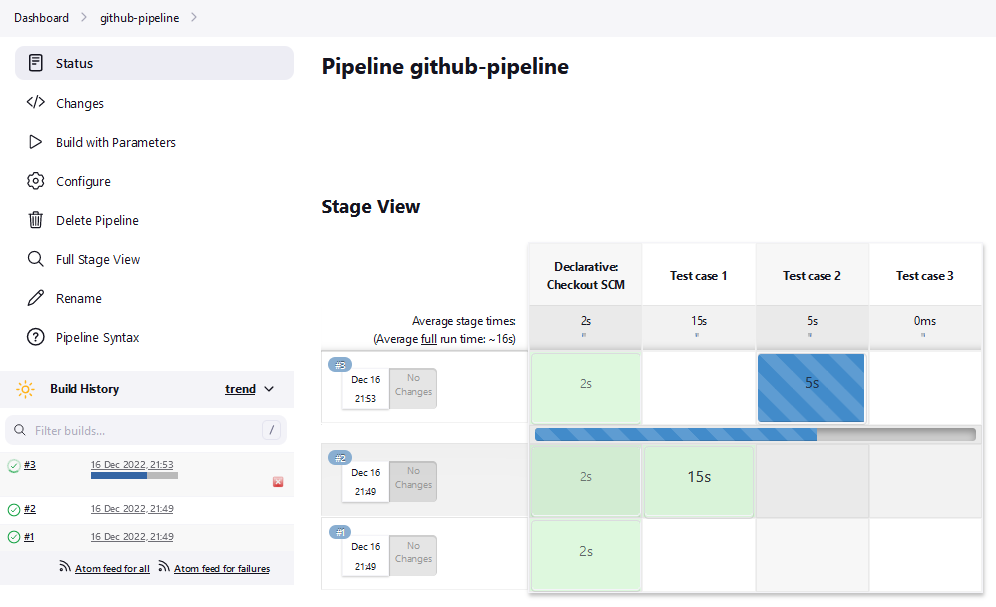 Dashboard
github-pipeline
Status
Changes
Build with Parameters
Configure
Delete Pipeline
Full Stage View
Rename
Pipeline Syntax
Build History
trend
Filter builds...
/
#3
16 Dec 2022, 21:53
#2
16 Dec 2022, 21:49
#1
16 Dec 2022, 21:49
Atom feed for all
Atom feed for failures
Pipeline github-pipeline
Stage View
Declarative:
Checkout SCM
Test case 1
Test case 2
Test case 3
Average stage times:
(Average full run time: ~16s)
2s
15s
5s
0ms
#3
Dec 16
21:53
No
Changes
2s
5s
#2
Dec 16
21:49
No
Changes
2s
15s
#1
Dec 16
21:49
No
Changes
2s